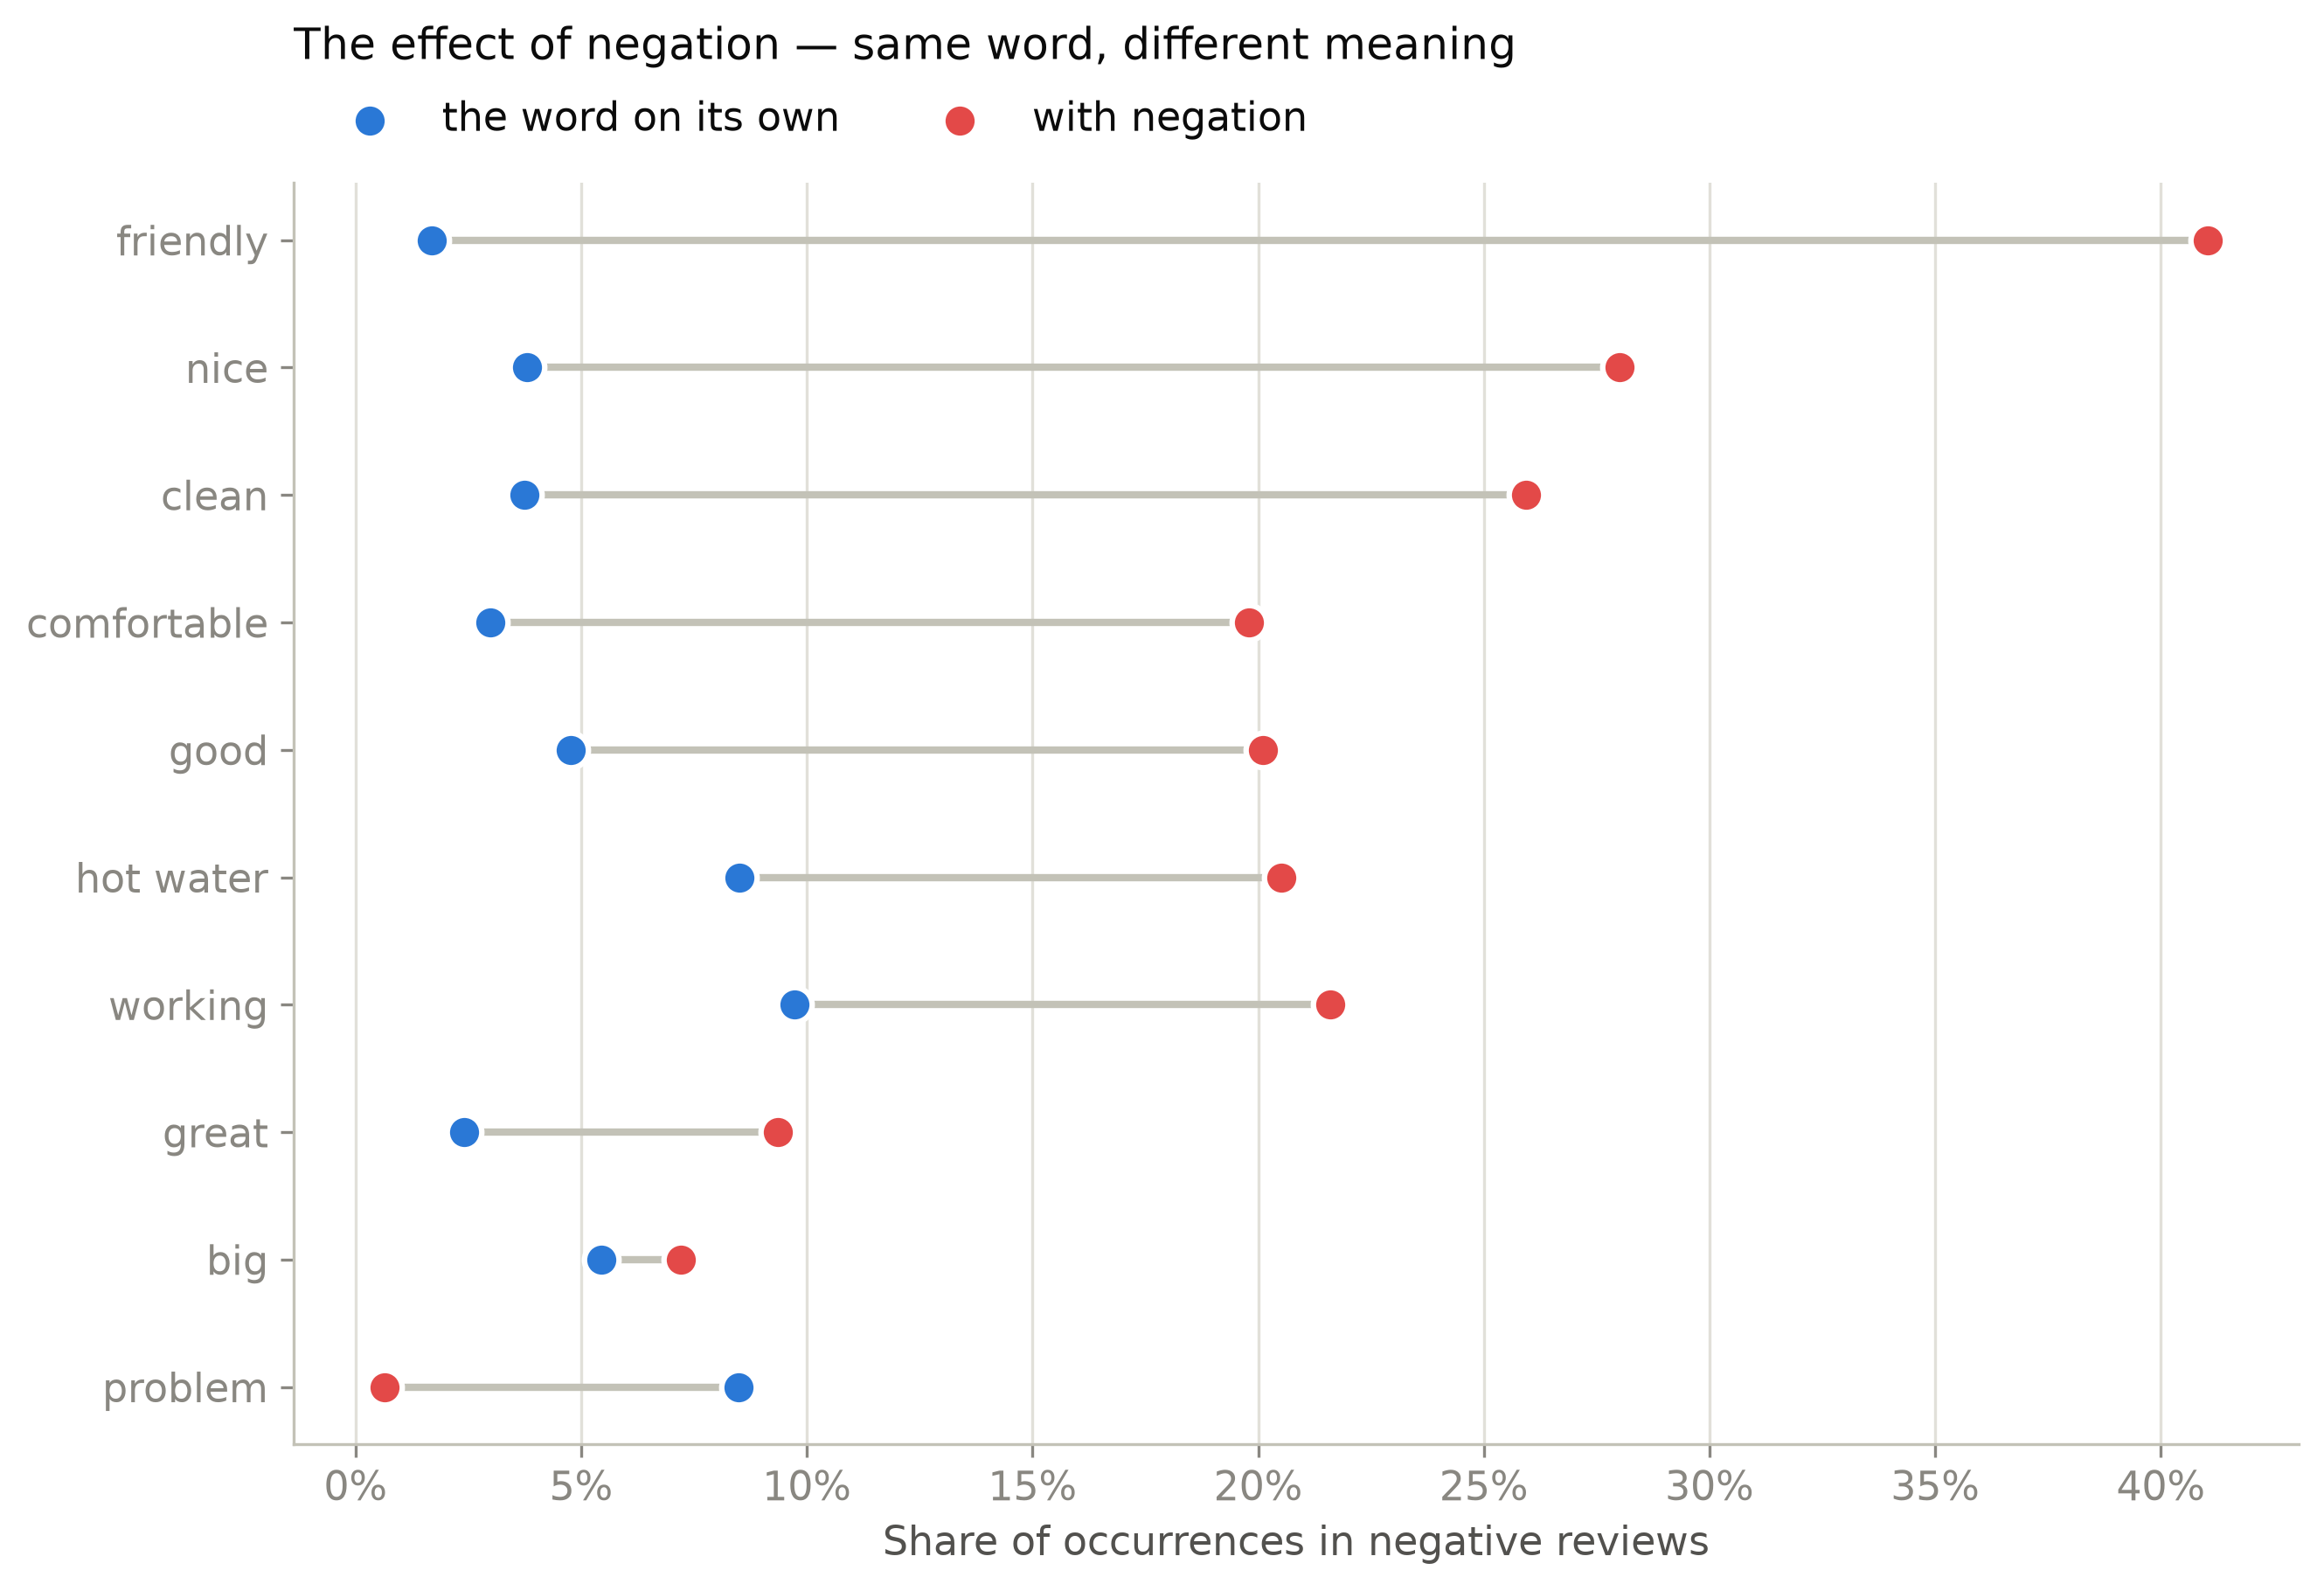 The effect of negation — same word, different meaning
the word on its own with negation
friendly
nice
clean
comfortable
good
hot water
working
great
big
problem
0% 5% 10% 15% 20% 25% 30% 35% 40%
Share of occurrences in negative reviews